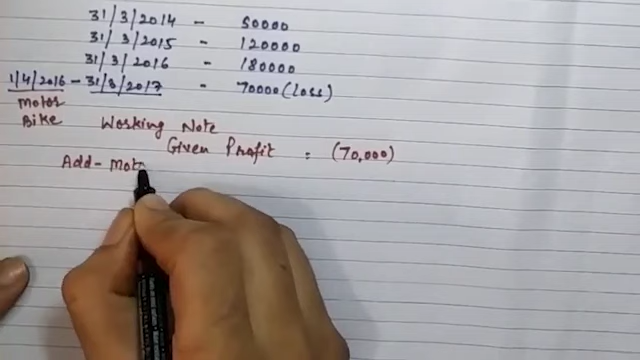 31/3/2014 - 50000
31/3/2015 - 120000
31/3/2016 - 180000
1/4/2016 - 31/3/2017 - 70000 (loss)
motor
Bike
Working Note
Given Profit = (70,000)
Add - Mot